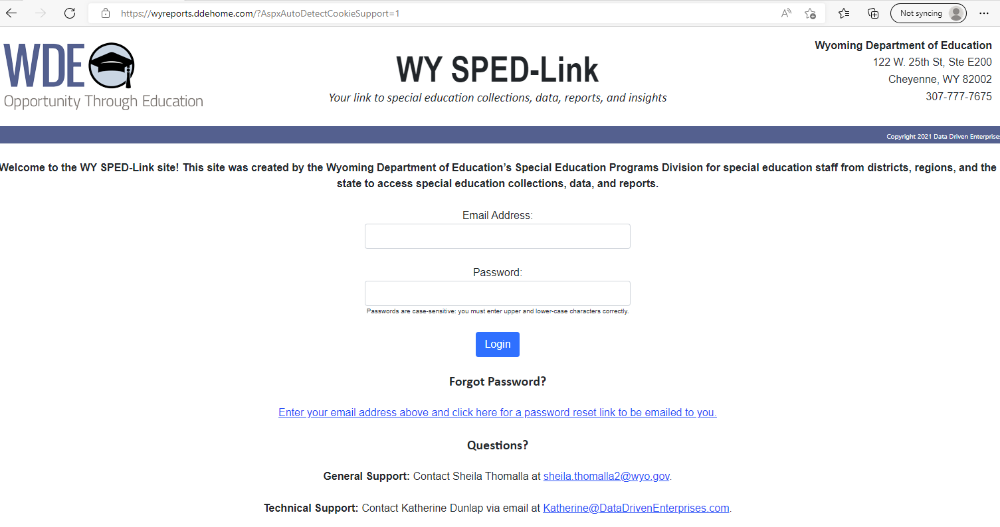 https://wyreports.ddehome.com/?AspxAutoDetectCookieSupport=1
A
Not syncing
WDE
Opportunity Through Education
WY SPED-Link
Your link to special education collections, data, reports, and insights
Wyoming Department of Education
122 W. 25th St, Ste E200
Cheyenne, WY 82002
307-777-7675
Copyright 2021 Data Driven Enterprises
Welcome to the WY SPED-Link site! This site was created by the Wyoming Department of Education’s Special Education Programs Division for special education staff from districts, regions, and the
state to access special education collections, data, and reports.
Email Address:
Password:
Passwords are case-sensitive: you must enter upper and lower-case characters correctly.
Login
Forgot Password?
Enter your email address above and click here for a password reset link to be emailed to you.
Questions?
General Support: Contact Sheila Thomalla at sheila.thomalla2@wyo.gov.
Technical Support: Contact Katherine Dunlap via email at Katherine@DataDrivenEnterprises.com.